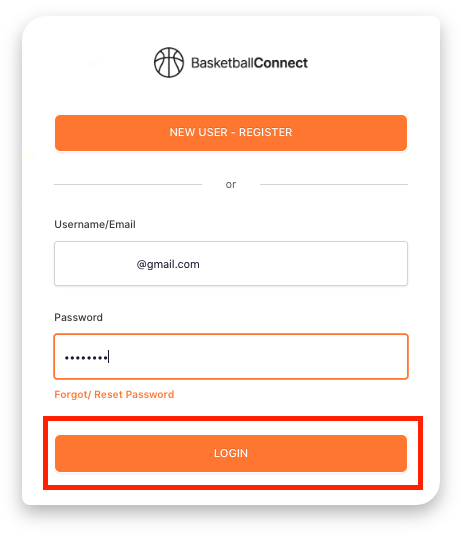 BasketballConnect
NEW USER - REGISTER
or
Username/Email
@gmail.com
Password
••••••••
Forgot/ Reset Password
LOGIN